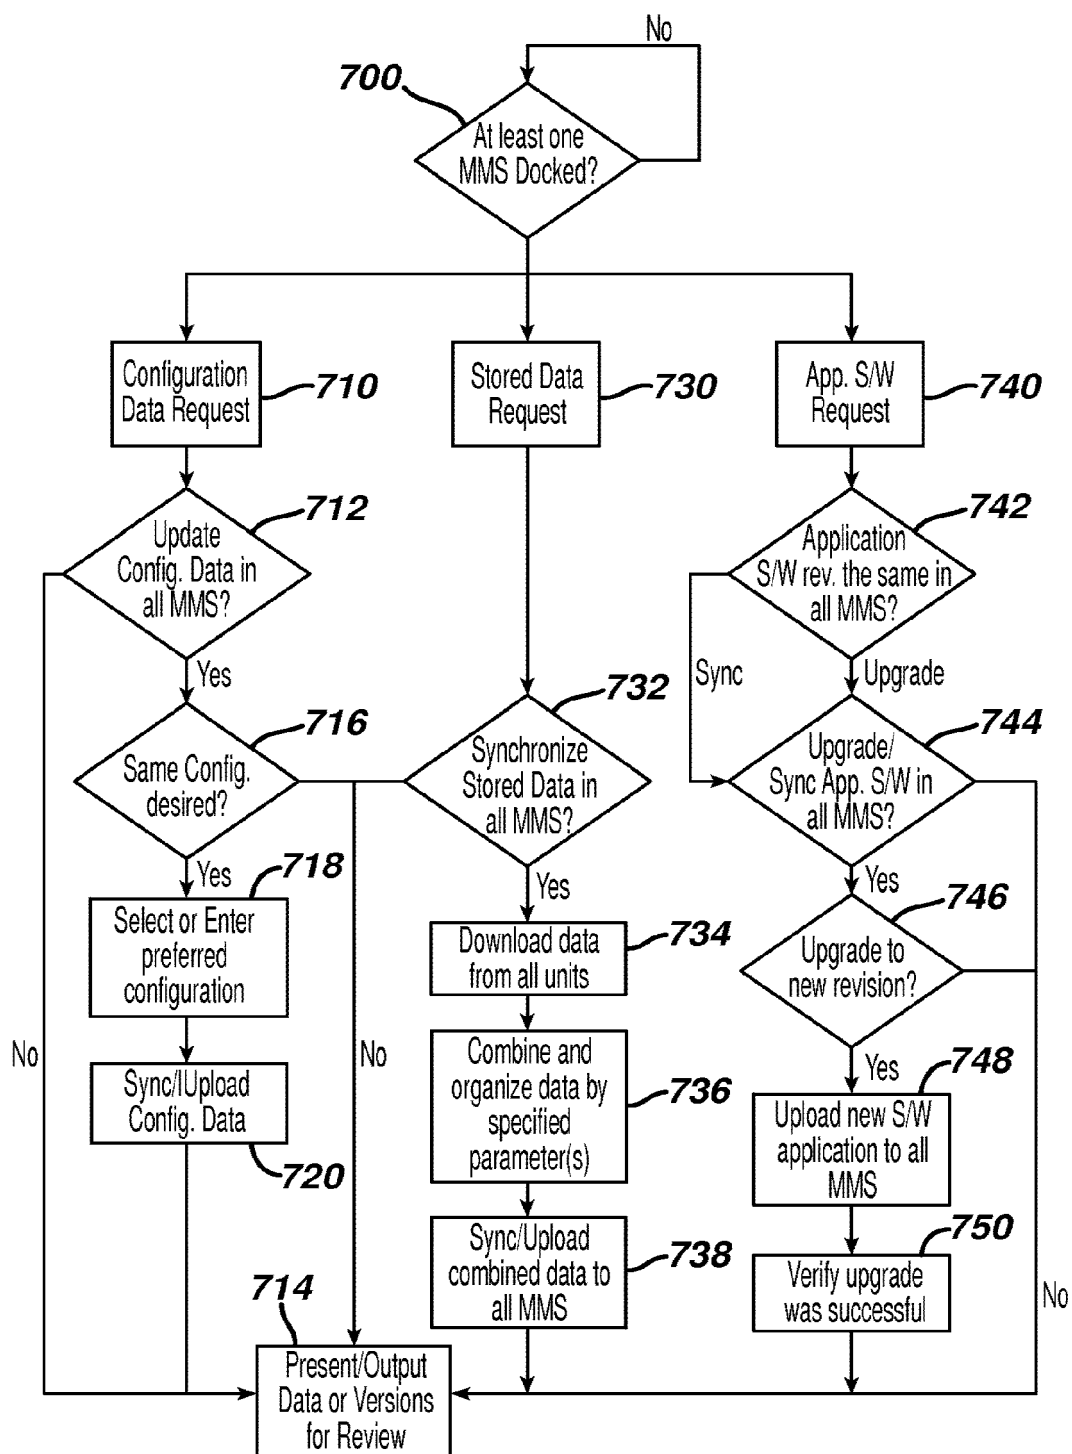 No
700
At least one
MMS Docked?
Configuration
Data Request
710
Stored Data
Request
730
App. S/W
Request
740
712
Update
Config. Data in
all MMS?
742
Application
S/W rev. the same in
all MMS?
Yes
Sync
Upgrade
716
Same Config.
desired?
732
Synchronize
Stored Data in
all MMS?
744
Upgrade/
Sync App. S/W in
all MMS?
Yes
718
Select or Enter
preferred
configuration
Yes
734
Download data
from all units
Yes
746
Upgrade to
new revision?
No
No
Sync/IUpload
Config. Data
720
Combine and
organize data by
specified
parameter(s)
736
Yes
748
Upload new S/W
application to all
MMS
Sync/Upload
combined data to
all MMS
738
750
Verify upgrade
was successful
No
714
Present/Output
Data or Versions
for Review